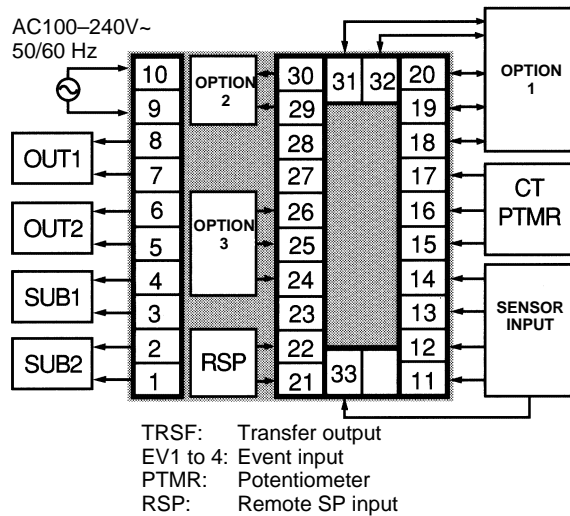 AC100–240V~
50/60 Hz
10
9
8
7
6
5
4
3
2
1
OUT1
OUT2
SUB1
SUB2
OPTION
2
OPTION
3
RSP
30
29
28
27
26
25
24
23
22
21
31 32
33
20
19
18
17
16
15
14
13
12
11
OPTION
1
CT
PTMR
SENSOR
INPUT
TRSF: Transfer output
EV1 to 4: Event input
PTMR: Potentiometer
RSP: Remote SP input